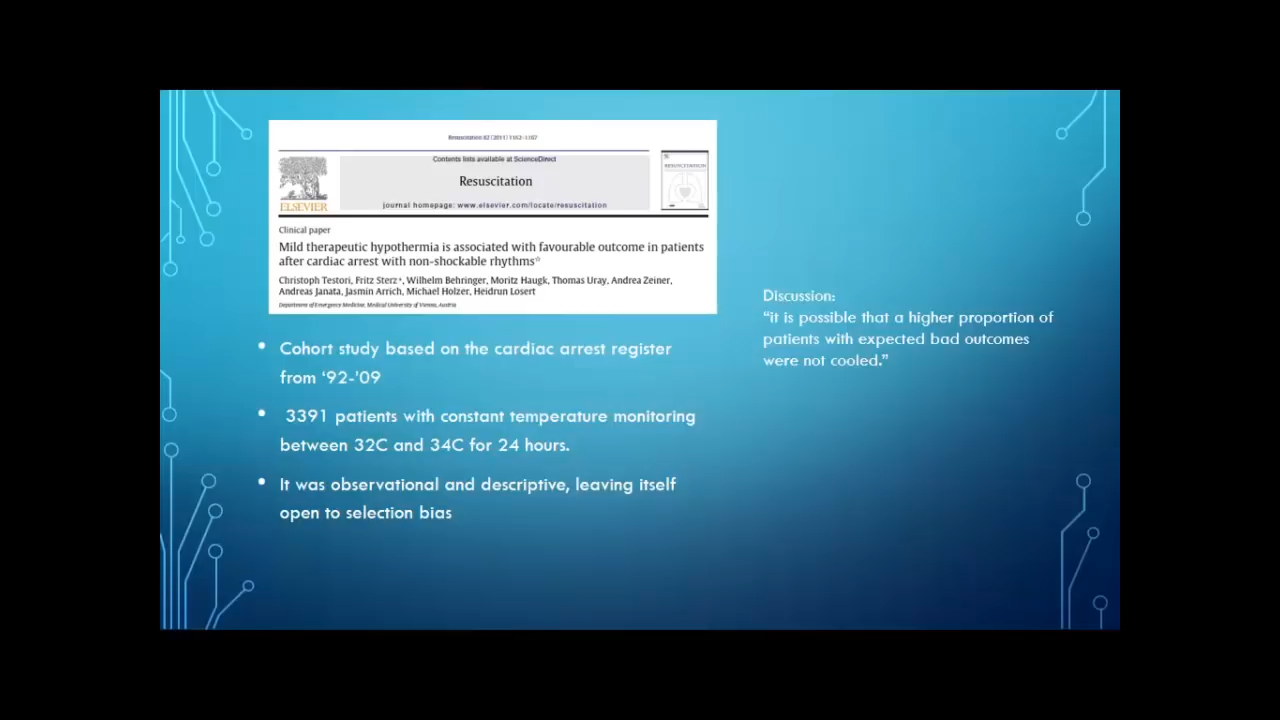 Resuscitation 82 (2011) 1162–1167
Contents lists available at ScienceDirect
Resuscitation
journal homepage: www.elsevier.com/locate/resuscitation
ELSEVIER
RESUSCITATION
Clinical paper
Mild therapeutic hypothermia is associated with favourable outcome in patients
after cardiac arrest with non-shockable rhythms☆
Christoph Testori, Fritz Sterz*, Wilhelm Behringer, Moritz Haugk, Thomas Uray, Andrea Zeiner,
Andreas Janata, Jasmin Arrich, Michael Holzer, Heidrun Losert
Department of Emergency Medicine, Medical University of Vienna, Austria
• Cohort study based on the cardiac arrest register
from ‘92-’09
• 3391 patients with constant temperature monitoring
between 32C and 34C for 24 hours.
• It was observational and descriptive, leaving itself
open to selection bias
Discussion:
“it is possible that a higher proportion of
patients with expected bad outcomes
were not cooled.”